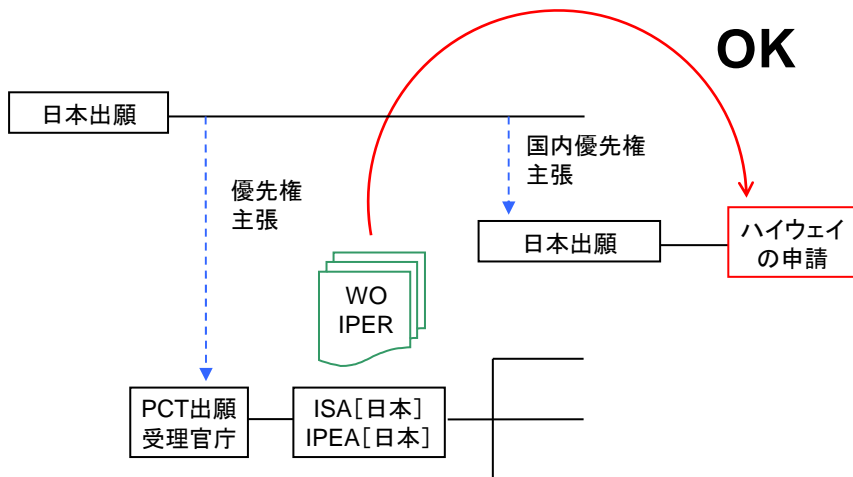 OK
日本出願
国内優先権
主張
優先権
主張
日本出願
ハイウェイ
の申請
WO
IPER
PCT出願
受理官庁
ISA［日本］
IPEA［日本］